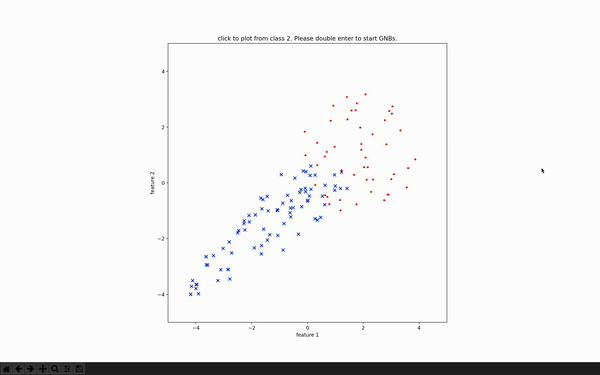 click to plot from class 2. Please double enter to start GNBs.
4
2
0
−2
−4
feature 2
−4 −2 0 2 4
feature 1